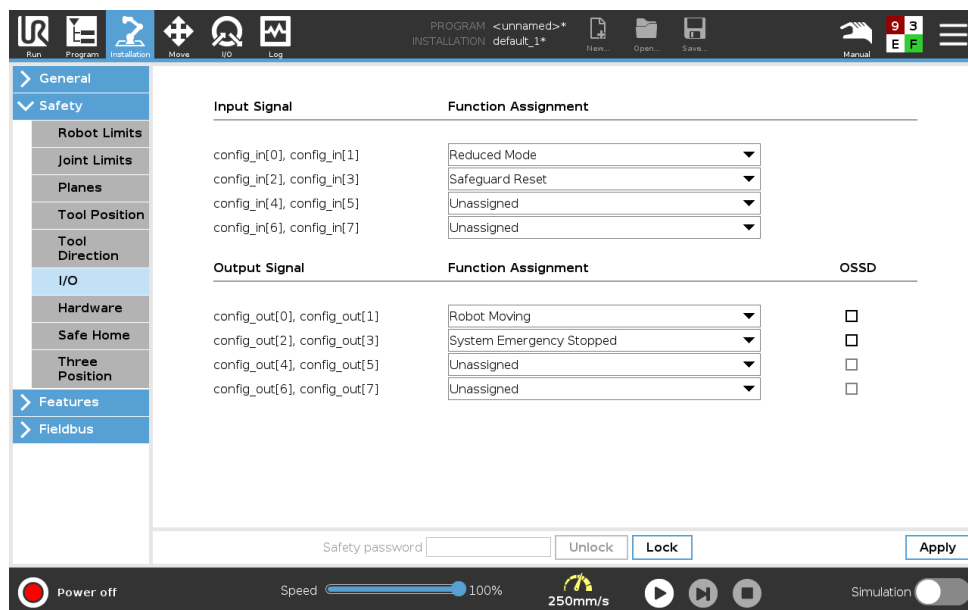 PROGRAM <unnamed>*
INSTALLATION default_1*
Run Program Installation Move I/O Log New... Open... Save... Manual
9 3
E F
General
Safety
Robot Limits
Joint Limits
Planes
Tool Position
Tool
Direction
I/O
Hardware
Safe Home
Three
Position
Features
Fieldbus
Input Signal Function Assignment
config_in[0], config_in[1] Reduced Mode
config_in[2], config_in[3] Safeguard Reset
config_in[4], config_in[5] Unassigned
config_in[6], config_in[7] Unassigned
Output Signal Function Assignment OSSD
config_out[0], config_out[1] Robot Moving
config_out[2], config_out[3] System Emergency Stopped
config_out[4], config_out[5] Unassigned
config_out[6], config_out[7] Unassigned
Safety password Unlock Lock Apply
Power off Speed 100% 250mm/s Simulation